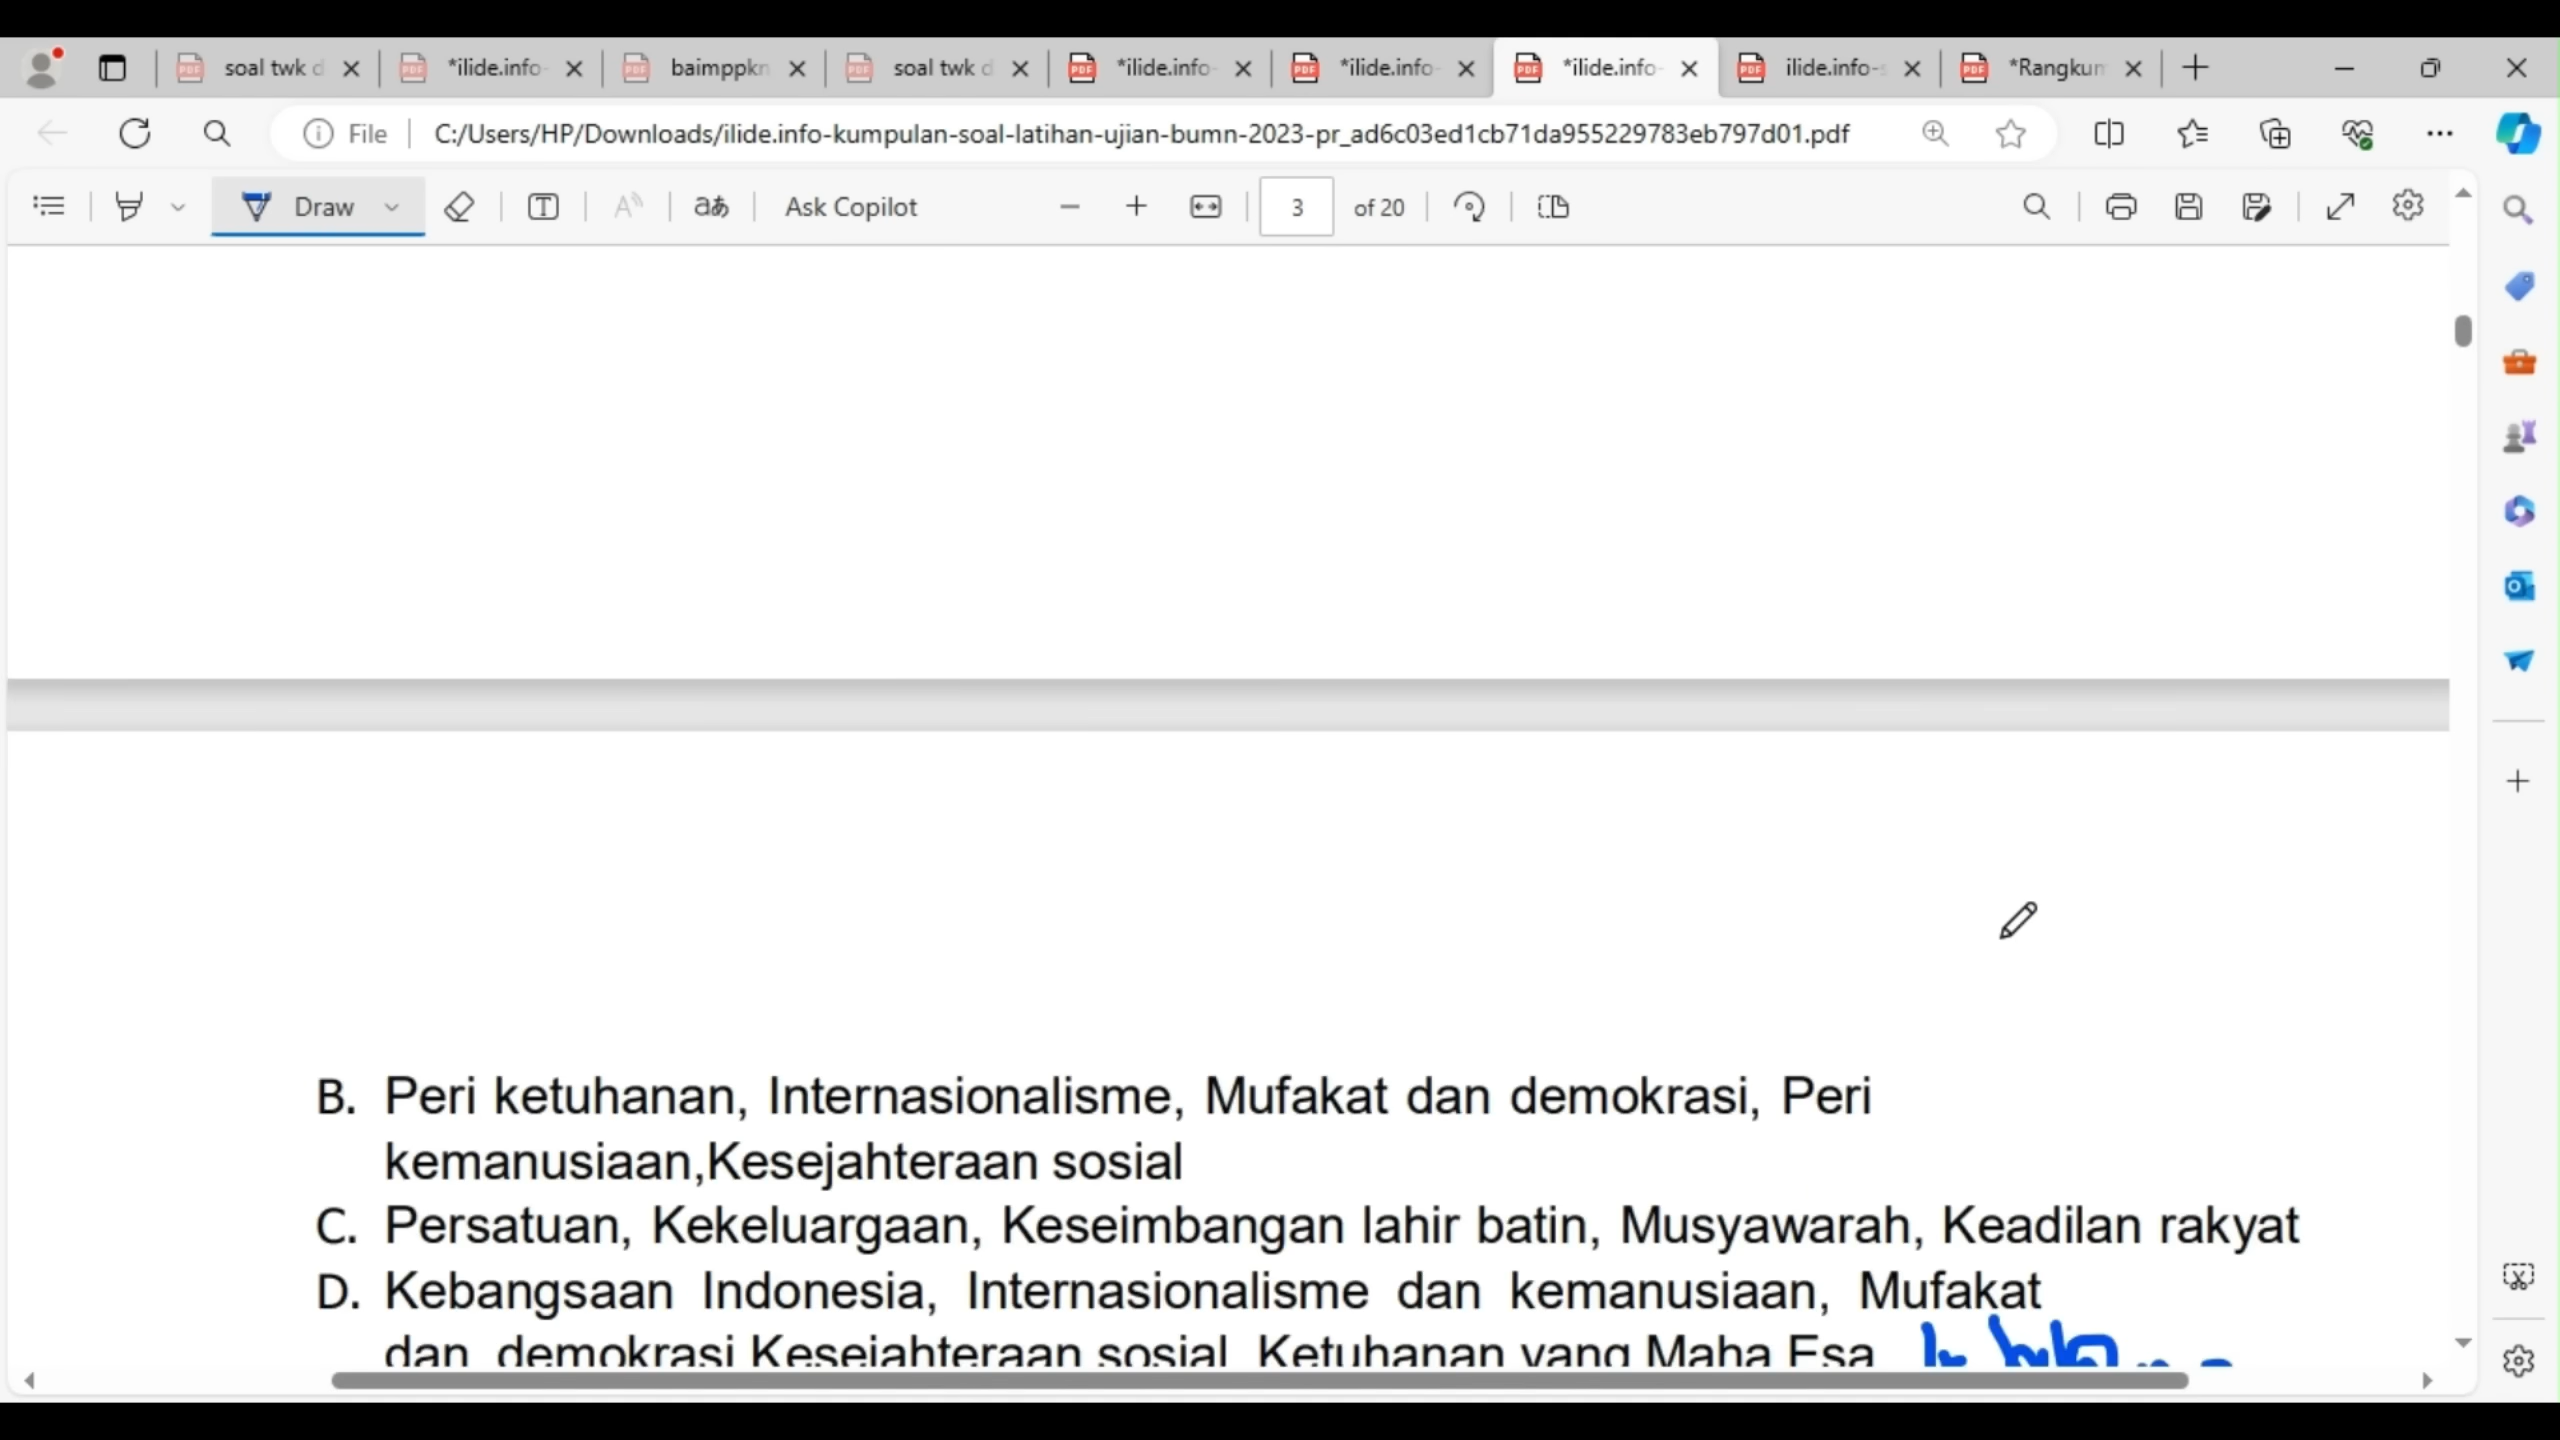 soal twk d
*ilide.info-
baimppkn
soal twk d
*ilide.info-
*ilide.info-
*ilide.info-
ilide.info-s
*Rangkum
File
C:/Users/HP/Downloads/ilide.info-kumpulan-soal-latihan-ujian-bumn-2023-pr_ad6c03ed1cb71da955229783eb797d01.pdf
Draw
aあ
Ask Copilot
3
of 20
B. Peri ketuhanan, Internasionalisme, Mufakat dan demokrasi, Peri
kemanusiaan,Kesejahteraan sosial
C. Persatuan, Kekeluargaan, Keseimbangan lahir batin, Musyawarah, Keadilan rakyat
D. Kebangsaan Indonesia, Internasionalisme dan kemanusiaan, Mufakat
dan demokrasi Kesejahteraan sosial, Ketuhanan yang Maha Esa